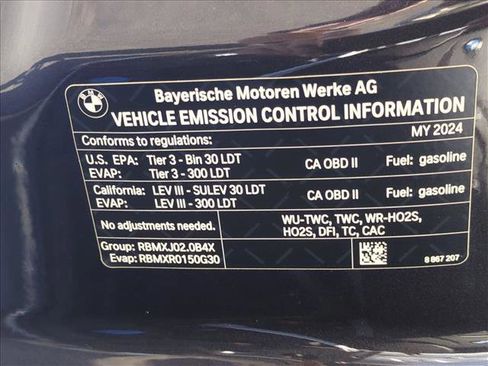 BMW
Bayerische Motoren Werke AG
VEHICLE EMISSION CONTROL INFORMATION
Conforms to regulations: MY 2024
U.S. EPA: Tier 3 - Bin 30 LDT CA OBD II Fuel: gasoline
EVAP: Tier 3 - 300 LDT
California: LEV III - SULEV 30 LDT CA OBD II Fuel: gasoline
EVAP: LEV III - 300 LDT
No adjustments needed.
WU-TWC, TWC, WR-HO2S,
HO2S, DFI, TC, CAC
Group: RBMXJ02.0B4X
Evap: RBMXR0150G30
8 867 207